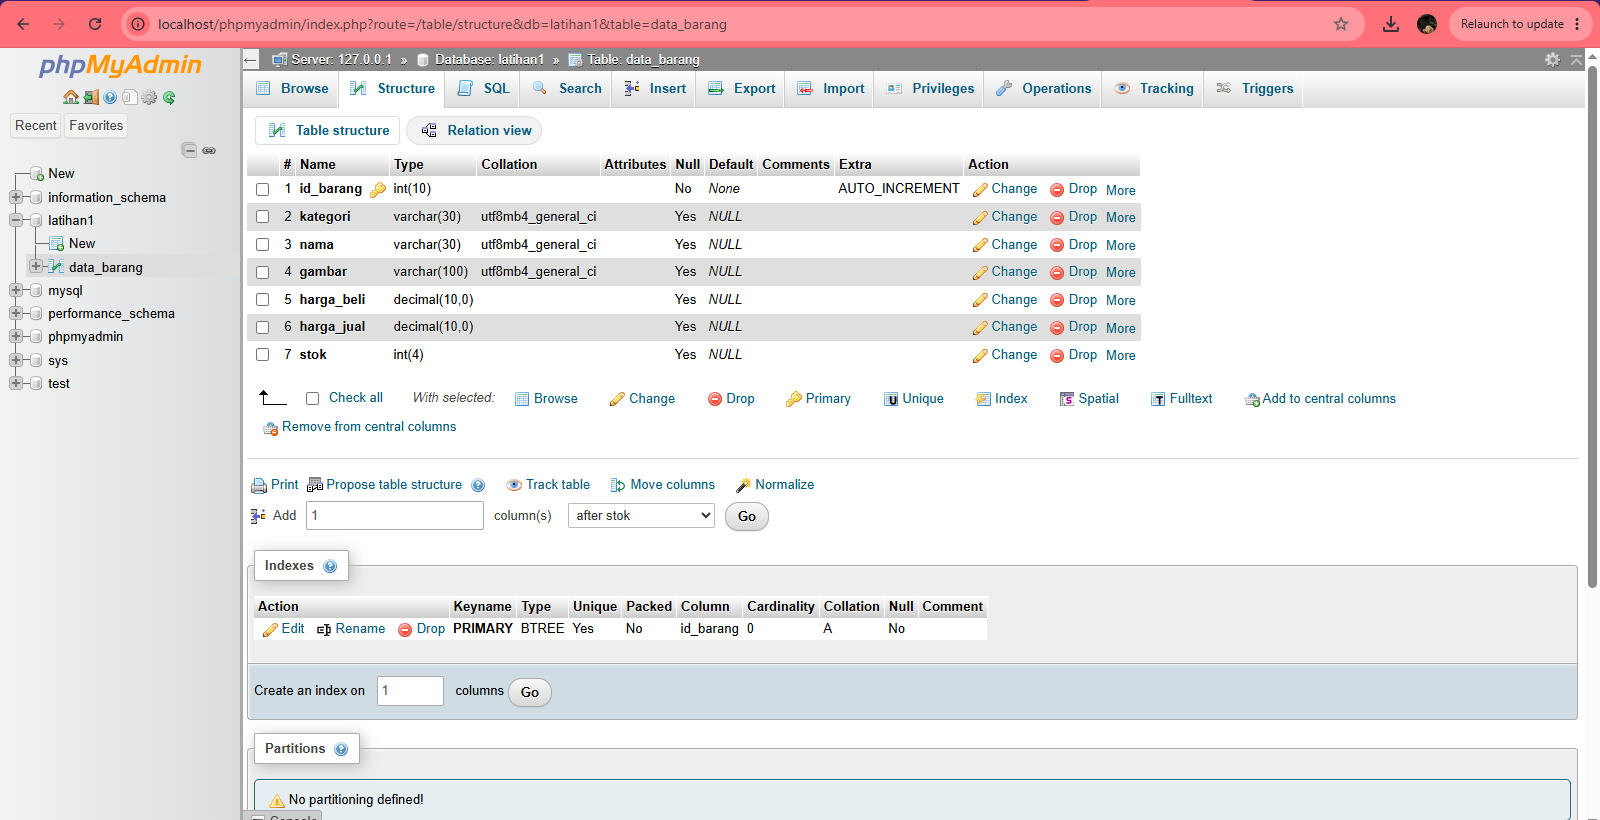 localhost/phpmyadmin/index.php?route=/table/structure&db=latihan1&table=data_barang
Relaunch to update
phpMyAdmin
Recent Favorites
New
information_schema
latihan1
New
data_barang
mysql
performance_schema
phpmyadmin
sys
test
Server: 127.0.0.1 » Database: latihan1 » Table: data_barang
Browse Structure SQL Search Insert Export Import Privileges Operations Tracking Triggers
Table structure Relation view
# Name Type Collation Attributes Null Default Comments Extra Action
1 id_barang int(10) No None AUTO_INCREMENT Change Drop More
2 kategori varchar(30) utf8mb4_general_ci Yes NULL Change Drop More
3 nama varchar(30) utf8mb4_general_ci Yes NULL Change Drop More
4 gambar varchar(100) utf8mb4_general_ci Yes NULL Change Drop More
5 harga_beli decimal(10,0) Yes NULL Change Drop More
6 harga_jual decimal(10,0) Yes NULL Change Drop More
7 stok int(4) Yes NULL Change Drop More
Check all With selected: Browse Change Drop Primary Unique Index Spatial Fulltext Add to central columns
Remove from central columns
Print Propose table structure Track table Move columns Normalize
Add 1 column(s) after stok Go
Indexes
Action Keyname Type Unique Packed Column Cardinality Collation Null Comment
Edit Rename Drop PRIMARY BTREE Yes No id_barang 0 A No
Create an index on 1 columns Go
Partitions
No partitioning defined!
Console